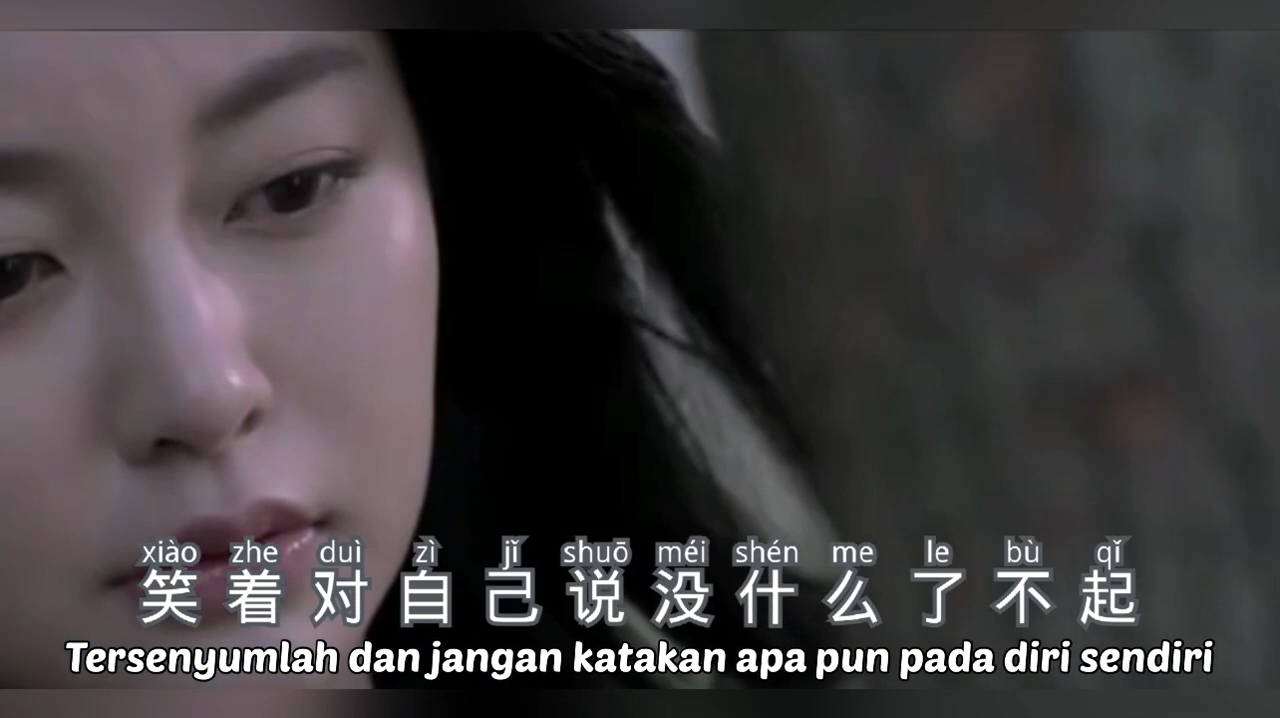 xiào zhe duì zì jǐ shuō méi shén me le bù qǐ
笑着对自己说没什么了不起
Tersenyumlah dan jangan katakan apa pun pada diri sendiri